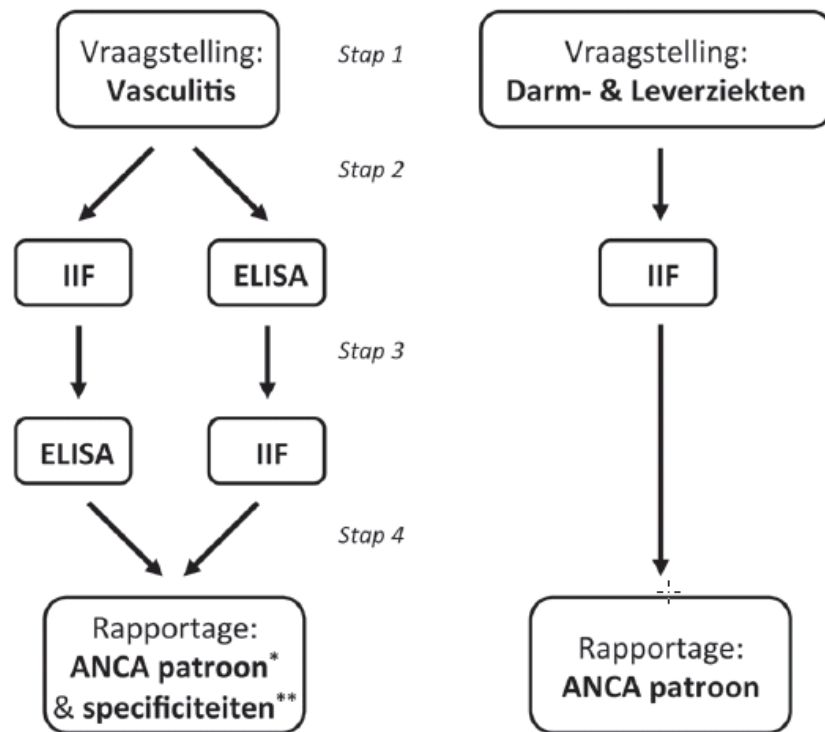 Vraagstelling:
Vasculitis
Stap 1
Vraagstelling:
Darm- & Leverziekten
Stap 2
IIF
ELISA
IIF
Stap 3
ELISA
IIF
Stap 4
Rapportage:
ANCA patroon*
& specificiteiten**
Rapportage:
ANCA patroon